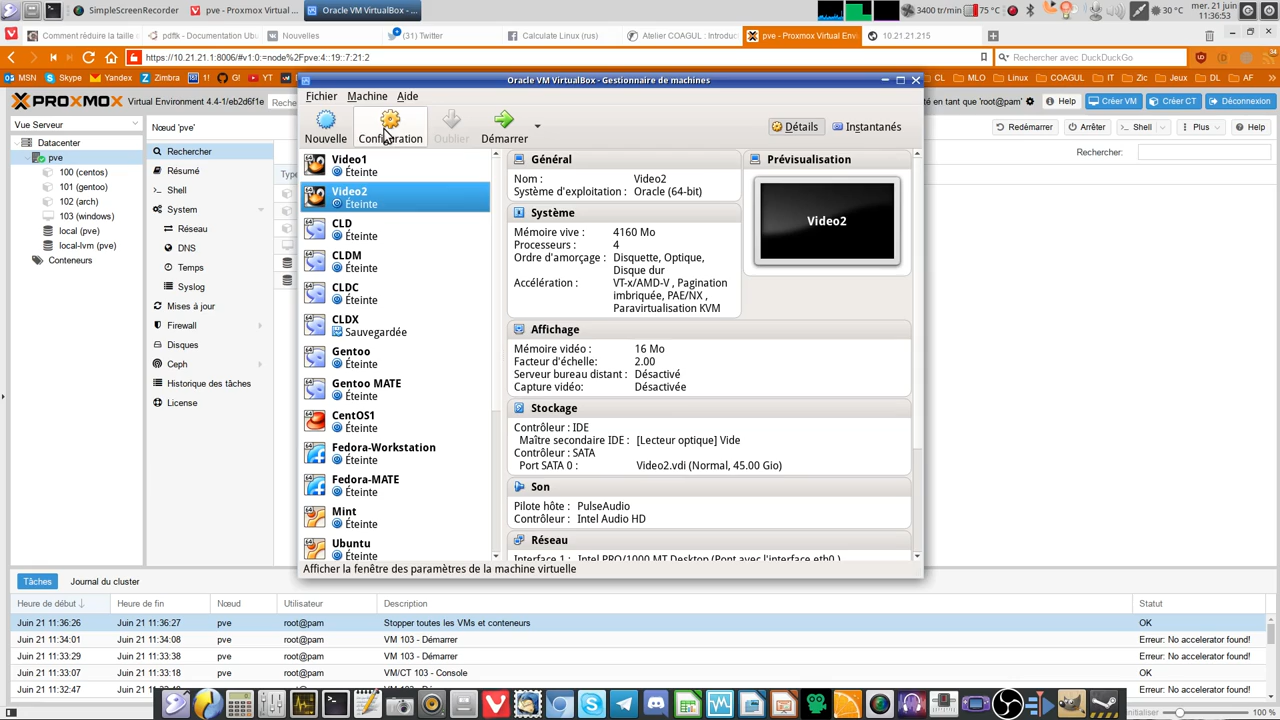 SimpleScreenRecorder
pve - Proxmox Virtual ...
Oracle VM VirtualBox - ...
3400 tr/min
75 °C
30 °C
mer. 21 juin
11:36:53
Comment réduire la taille
pdftk - Documentation Ubu
Nouvelles
(31) Twitter
Calculate Linux (rus)
Atelier COAGUL : Introduc
pve - Proxmox Virtual Envi
10.21.21.215
https://10.21.21.1:8006/#v1:0:=node%2Fpve:4::19::7:21:2
Rechercher avec DuckDuckGo
MSN
Skype
Yandex
Zimbra
1/
G!
YT
CL
MLO
Linux
COAGUL
IT
Zic
Jeux
DL
AF
Oracle VM VirtualBox - Gestionnaire de machines
PROXMOX
Virtual Environment 4.4-1/eb2d6f1e
Reche
té en tant que 'root@pam'
Help
Créer VM
Créer CT
Déconnexion
Fichier
Machine
Aide
Vue Serveur
Nœud 'pve'
Redémarrer
Arrêter
Shell
Plus
Help
Nouvelle
Configuration
Oublier
Démarrer
Détails
Instantanés
Datacenter
pve
100 (centos)
101 (gentoo)
102 (arch)
103 (windows)
local (pve)
local-lvm (pve)
Conteneurs
Rechercher
Résumé
Shell
System
Réseau
DNS
Temps
Syslog
Mises à jour
Firewall
Disques
Ceph
Historique des tâches
License
Rechercher:
Type
Video1
Éteinte
Video2
Éteinte
CLD
Éteinte
CLDM
Éteinte
CLDC
Éteinte
CLDX
Sauvegardée
Gentoo
Éteinte
Gentoo MATE
Éteinte
CentOS1
Éteinte
Fedora-Workstation
Éteinte
Fedora-MATE
Éteinte
Mint
Éteinte
Ubuntu
Éteinte
Général
Nom : Video2
Système d'exploitation : Oracle (64-bit)
Système
Mémoire vive : 4160 Mo
Processeurs : 4
Ordre d'amorçage : Disquette, Optique,
Disque dur
Accélération : VT-x/AMD-V , Pagination
imbriquée, PAE/NX ,
Paravirtualisation KVM
Prévisualisation
Video2
Affichage
Mémoire vidéo : 16 Mo
Facteur d'échelle : 2.00
Serveur bureau distant : Désactivé
Capture vidéo : Désactivée
Stockage
Contrôleur : IDE
Maître secondaire IDE : [Lecteur optique] Vide
Contrôleur : SATA
Port SATA 0 : Video2.vdi (Normal, 45.00 Gio)
Son
Pilote hôte : PulseAudio
Contrôleur : Intel Audio HD
Réseau
Interface 1 : Intel PRO/1000 MT Desktop (Pont avec l'interface eth0 )
Afficher la fenêtre des paramètres de la machine virtuelle
Tâches
Journal du cluster
Heure de début
Heure de fin
Nœud
Utilisateur
Description
Statut
Juin 21 11:36:26 Juin 21 11:36:27 pve root@pam Stopper toutes les VMs et conteneurs OK
Juin 21 11:34:01 Juin 21 11:34:08 pve root@pam VM 103 - Démarrer Erreur: No accelerator found!
Juin 21 11:33:29 Juin 21 11:33:38 pve root@pam VM 103 - Démarrer Erreur: No accelerator found!
Juin 21 11:33:07 Juin 21 11:33:18 pve root@pam VM/CT 103 - Console OK
Juin 21 11:32:47 pve root@pam Erreur: No accelerator found!
initialiser
100 %